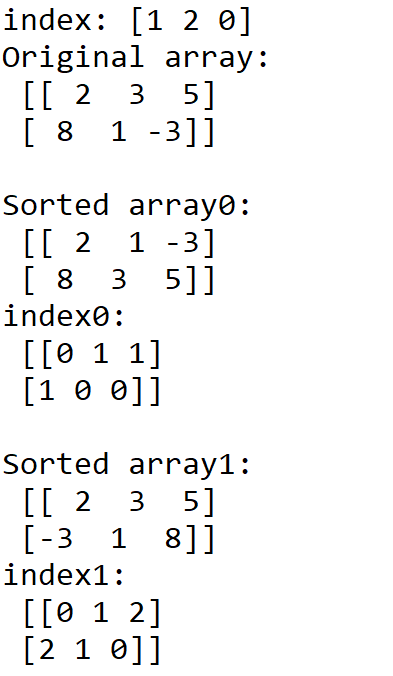 index: [1 2 0]
Original array:
 [[ 2  3  5]
 [ 8  1 -3]]

Sorted array0:
 [[ 2  1 -3]
 [ 8  3  5]]
index0:
 [[0 1 1]
 [1 0 0]]

Sorted array1:
 [[ 2  3  5]
 [-3  1  8]]
index1:
 [[0 1 2]
 [2 1 0]]